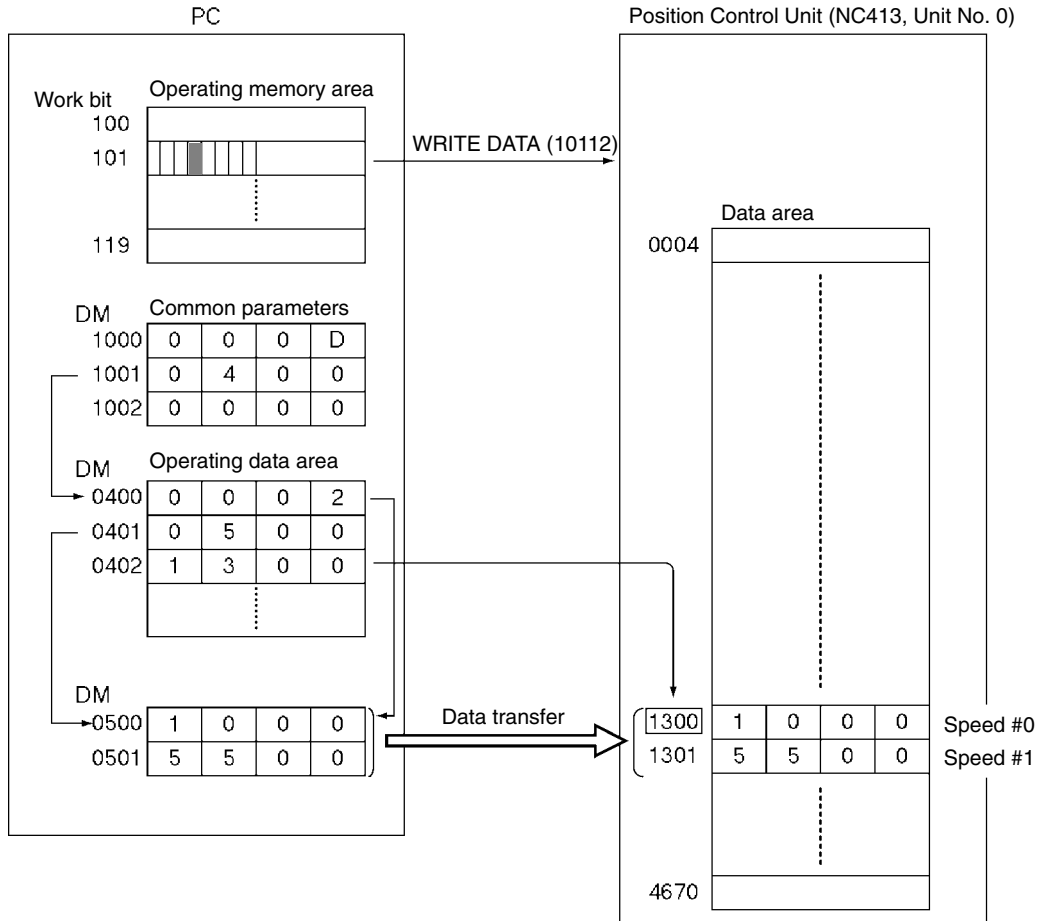 PC
Position Control Unit (NC413, Unit No. 0)
Work bit
Operating memory area
100
101
WRITE DATA (10112)
119
Data area
0004
DM
Common parameters
1000 0 0 0 D
1001 0 4 0 0
1002 0 0 0 0
DM
Operating data area
0400 0 0 0 2
0401 0 5 0 0
0402 1 3 0 0
DM
0500 1 0 0 0
0501 5 5 0 0
Data transfer
1300 1 0 0 0 Speed #0
1301 5 5 0 0 Speed #1
4670